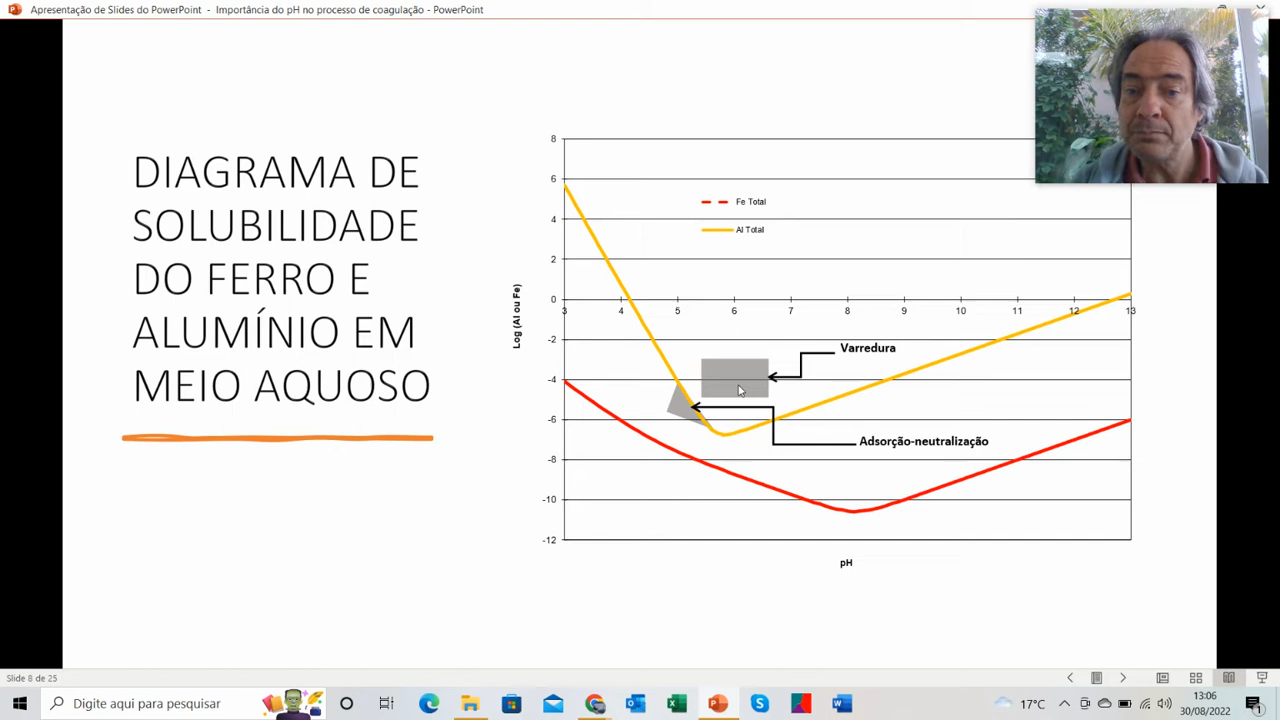 Apresentação de Slides do PowerPoint - Importância do pH no processo de coagulação - PowerPoint
DIAGRAMA DE
SOLUBILIDADE
DO FERRO E
ALUMÍNIO EM
MEIO AQUOSO
8
6
4
2
0
-2
-4
-6
-8
-10
-12
3
4
5
6
7
8
9
10
11
12
13
Log (Al ou Fe)
pH
Fe Total
Al Total
Varredura
Adsorção-neutralização
Slide 8 de 25
Digite aqui para pesquisar
17°C
13:06
30/08/2022
1